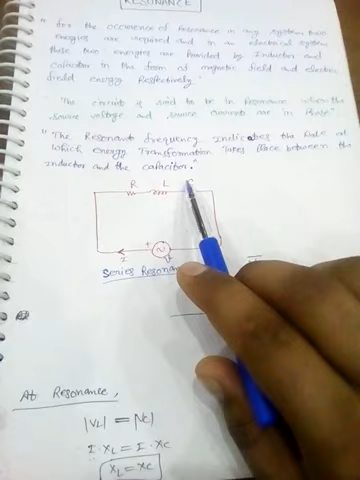 RESONANCE
" For the occurence of Resonance in any system two
energies are required and in an electrical system
these two energies are Provided by Inductor and
capacitor in the form of magnetic field and electric
field energy Respectively."
"The circuit is said to be in Resonance when the
source voltage and source currents are in Phase"
" The Resonant frequency Indicates the Rate at
which energy Transformation Takes place between the
Inductor and the capacitor."
R L
+
I
Series Resonan
At Resonance,
|VL| = |VC|
I · XL = I · XC
XL = XC